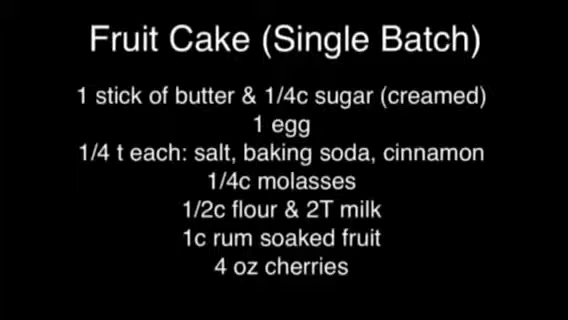 Fruit Cake (Single Batch)
1 stick of butter & 1/4c sugar (creamed)
1 egg
1/4 t each: salt, baking soda, cinnamon
1/4c molasses
1/2c flour & 2T milk
1c rum soaked fruit
4 oz cherries